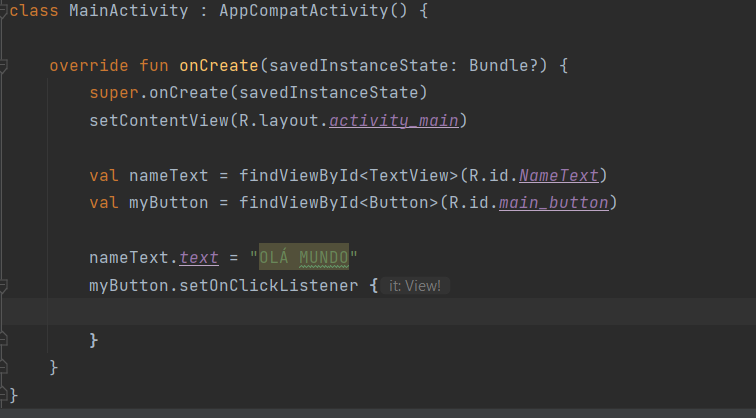 class MainActivity : AppCompatActivity() {
override fun onCreate(savedInstanceState: Bundle?) {
super.onCreate(savedInstanceState)
setContentView(R.layout.activity_main)
val nameText = findViewById<TextView>(R.id.NameText)
val myButton = findViewById<Button>(R.id.main_button)
nameText.text = "OLÁ MUNDO"
myButton.setOnClickListener { it: View!
}
}
}